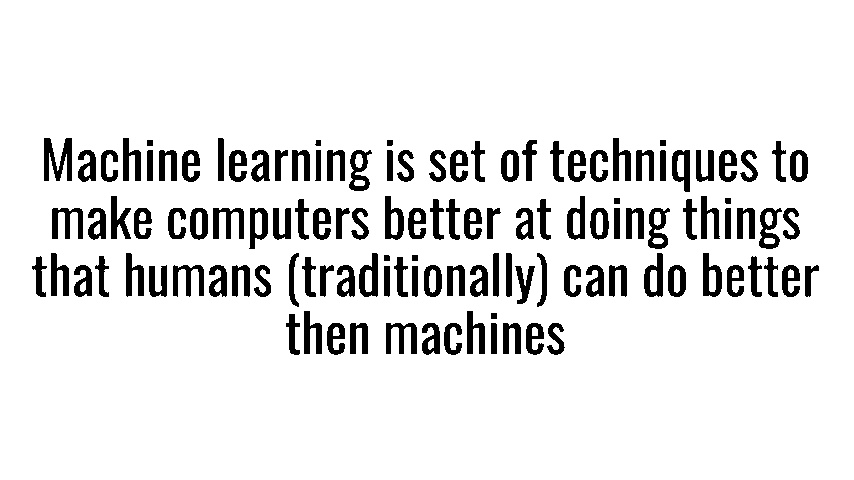 Machine learning is set of techniques to
make computers better at doing things
that humans (traditionally) can do better
then machines